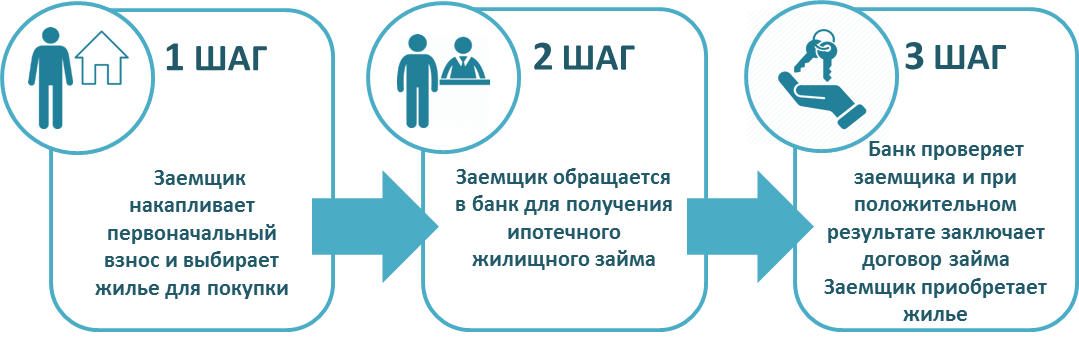 1 ШАГ
Заемщик
накапливает
первоначальный
взнос и выбирает
жилье для покупки
2 ШАГ
Заемщик обращается
в банк для получения
ипотечного
жилищного займа
3 ШАГ
Банк проверяет
заемщика и при
положительном
результате заключает
договор займа
Заемщик приобретает
жилье